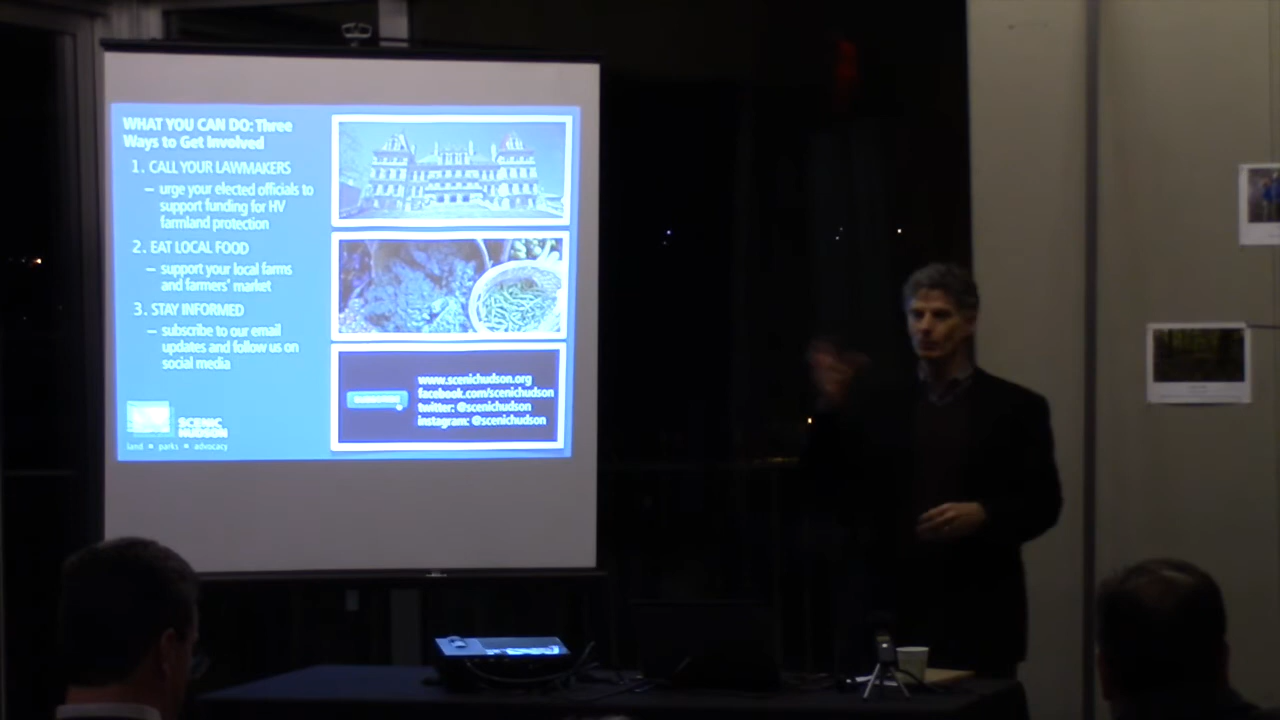 WHAT YOU CAN DO: Three
Ways to Get Involved
1. CALL YOUR LAWMAKERS
– urge your elected officials to
support funding for HV
farmland protection
2. EAT LOCAL FOOD
– support your local farms
and farmers' market
3. STAY INFORMED
– subscribe to our email
updates and follow us on
social media
www.scenichudson.org
facebook.com/scenichudson
twitter: @scenichudson
instagram: @scenichudson
SCENIC
HUDSON
land • parks • advocacy